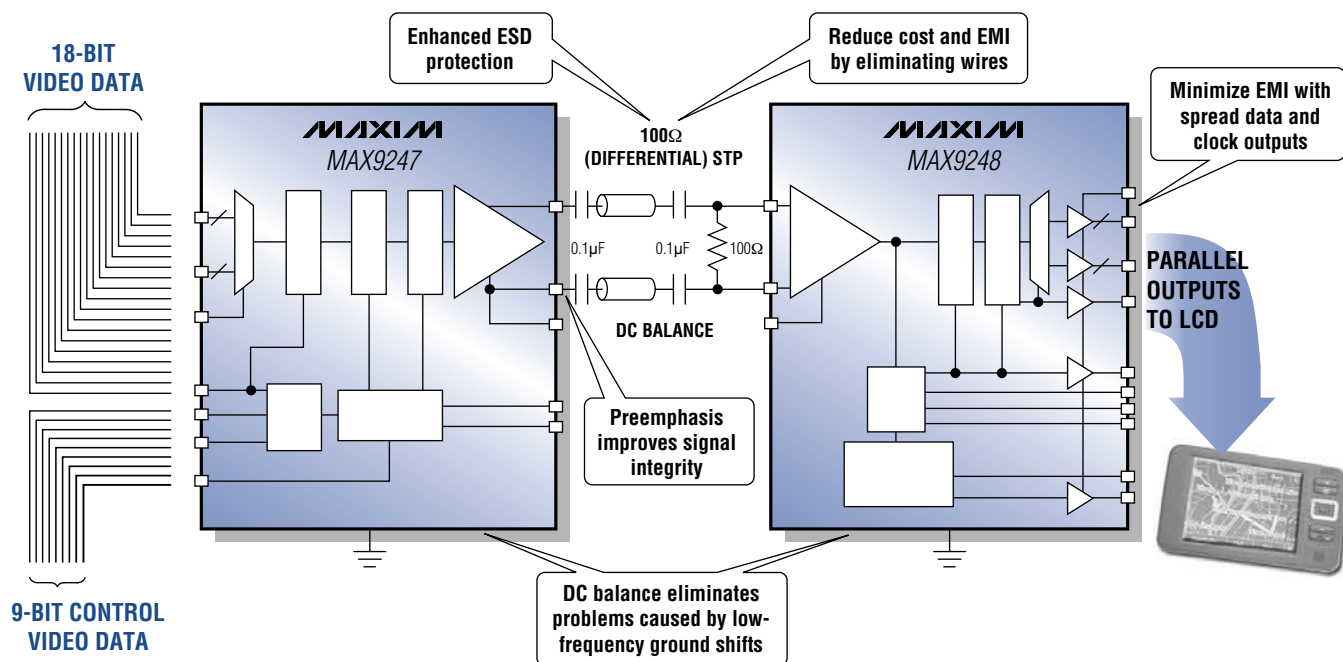 18-BIT
VIDEO DATA
Enhanced ESD
protection
Reduce cost and EMI
by eliminating wires
Minimize EMI with
spread data and
clock outputs
MAXIM
MAX9247
100Ω
(DIFFERENTIAL) STP
MAXIM
MAX9248
0.1µF
0.1µF
100Ω
DC BALANCE
PARALLEL
OUTPUTS
TO LCD
Preemphasis
improves signal
integrity
DC balance eliminates
problems caused by low-
frequency ground shifts
9-BIT CONTROL
VIDEO DATA